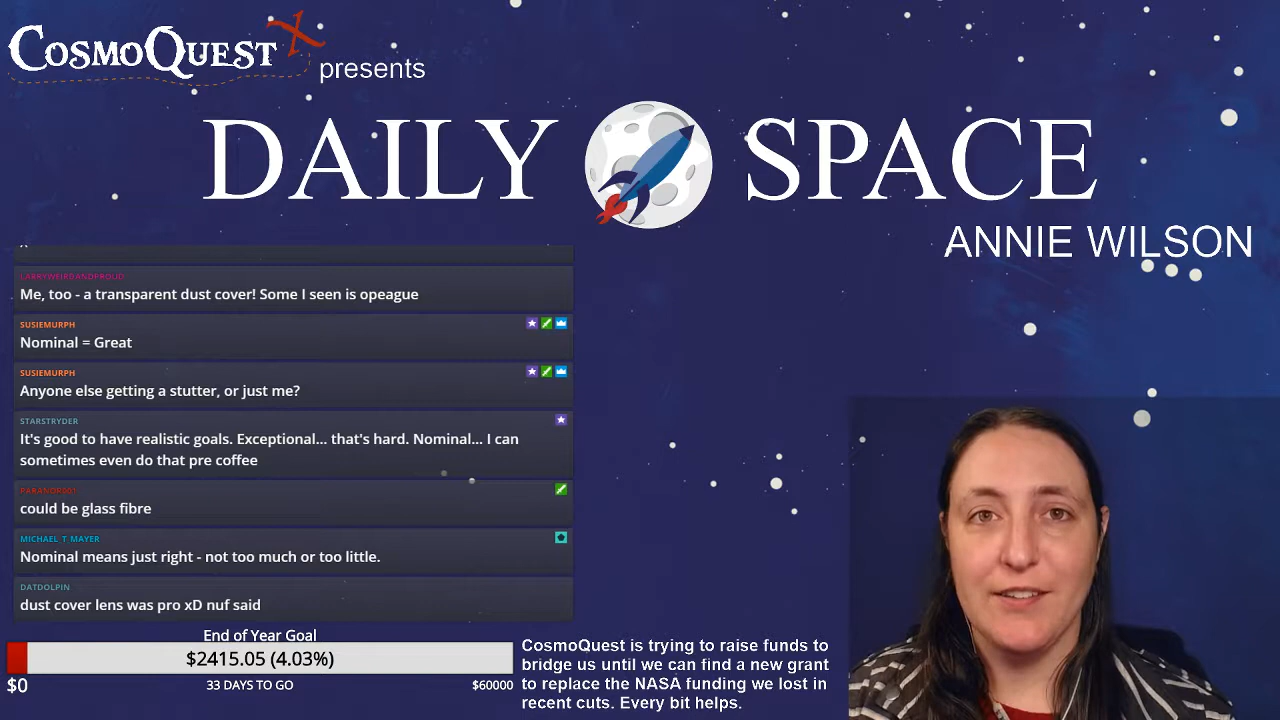 COSMOQUEST X
presents
DAILY SPACE
ANNIE WILSON
LARRYWEIRDANDPROUD
Me, too - a transparent dust cover! Some I seen is opeague
SUSIEMURPH
Nominal = Great
SUSIEMURPH
Anyone else getting a stutter, or just me?
STARSTRYDER
It's good to have realistic goals. Exceptional... that's hard. Nominal... I can
sometimes even do that pre coffee
could be glass fibre
MICHAEL T MAYER
Nominal means just right - not too much or too little.
DATDOLPIN
dust cover lens was pro xD nuf said
End of Year Goal
$2415.05 (4.03%)
$0
33 DAYS TO GO
$60000
CosmoQuest is trying to raise funds to
bridge us until we can find a new grant
to replace the NASA funding we lost in
recent cuts. Every bit helps.